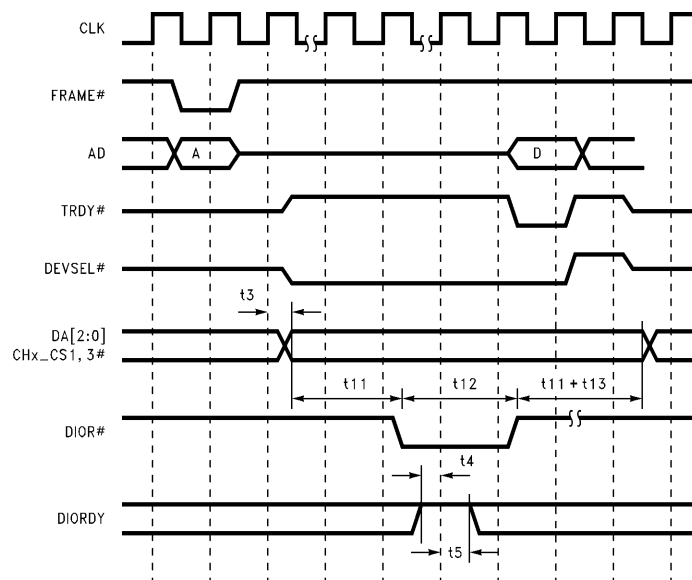 CLK
FRAME#
AD
A
D
TRDY#
DEVSEL#
t3
DA[2:0]
CHx_CS1, 3#
t11
t12
t11 + t13
DIOR#
t4
DIORDY
t5